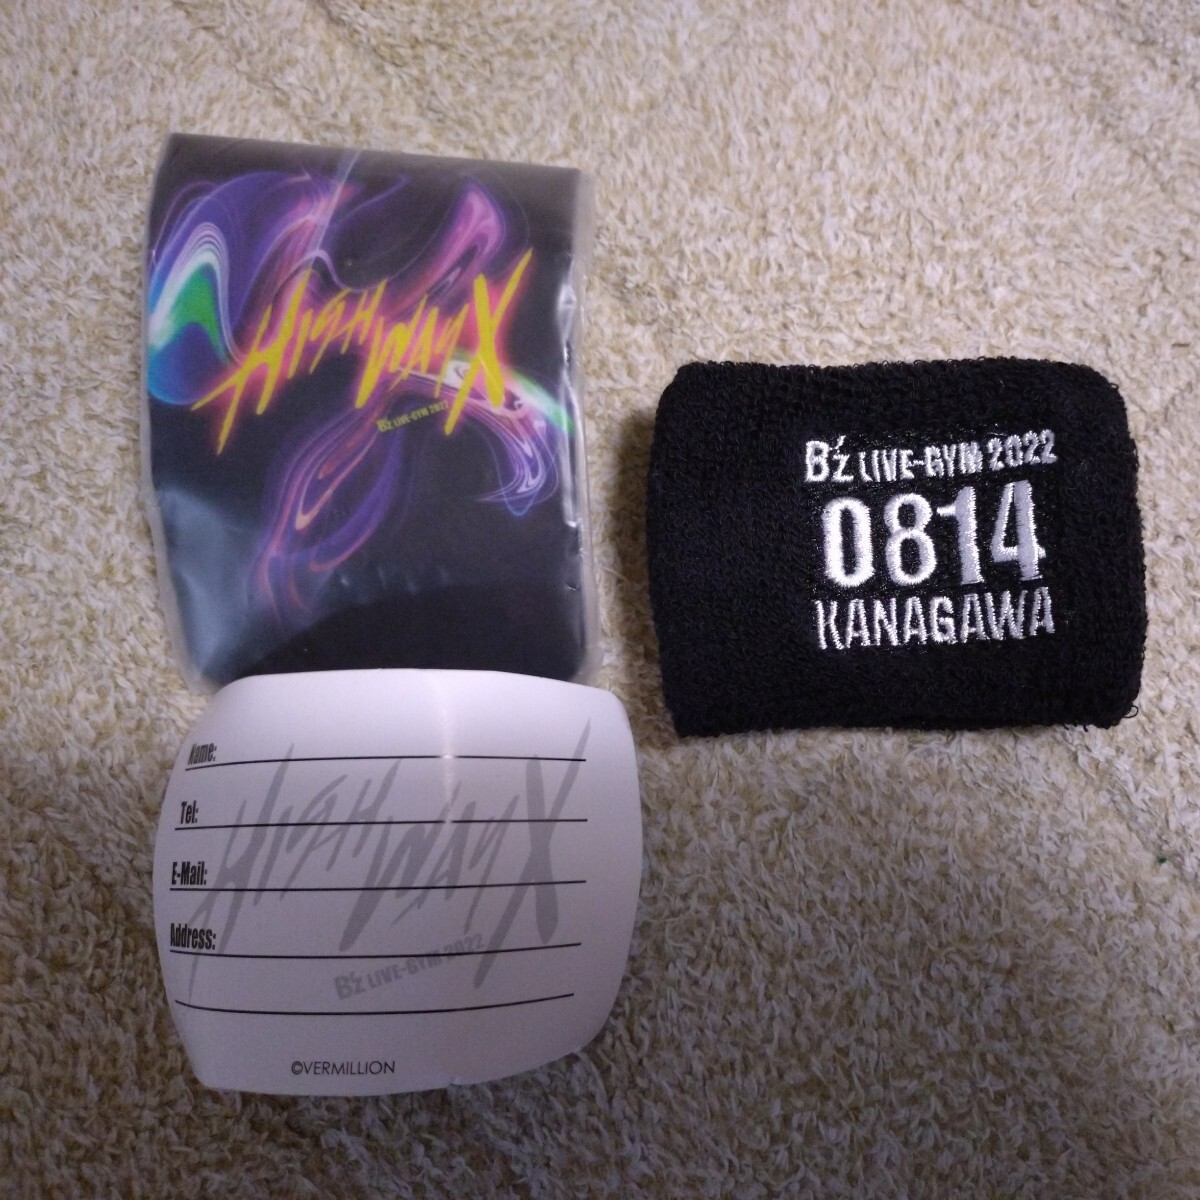 HIGHWAY X
B'z LIVE-GYM 2022
B'z LIVE-GYM 2022
0814
KANAGAWA
Name:
Tel:
E-Mail:
Address:
HIGHWAY X
B'z LIVE-GYM 2022
©VERMILLION